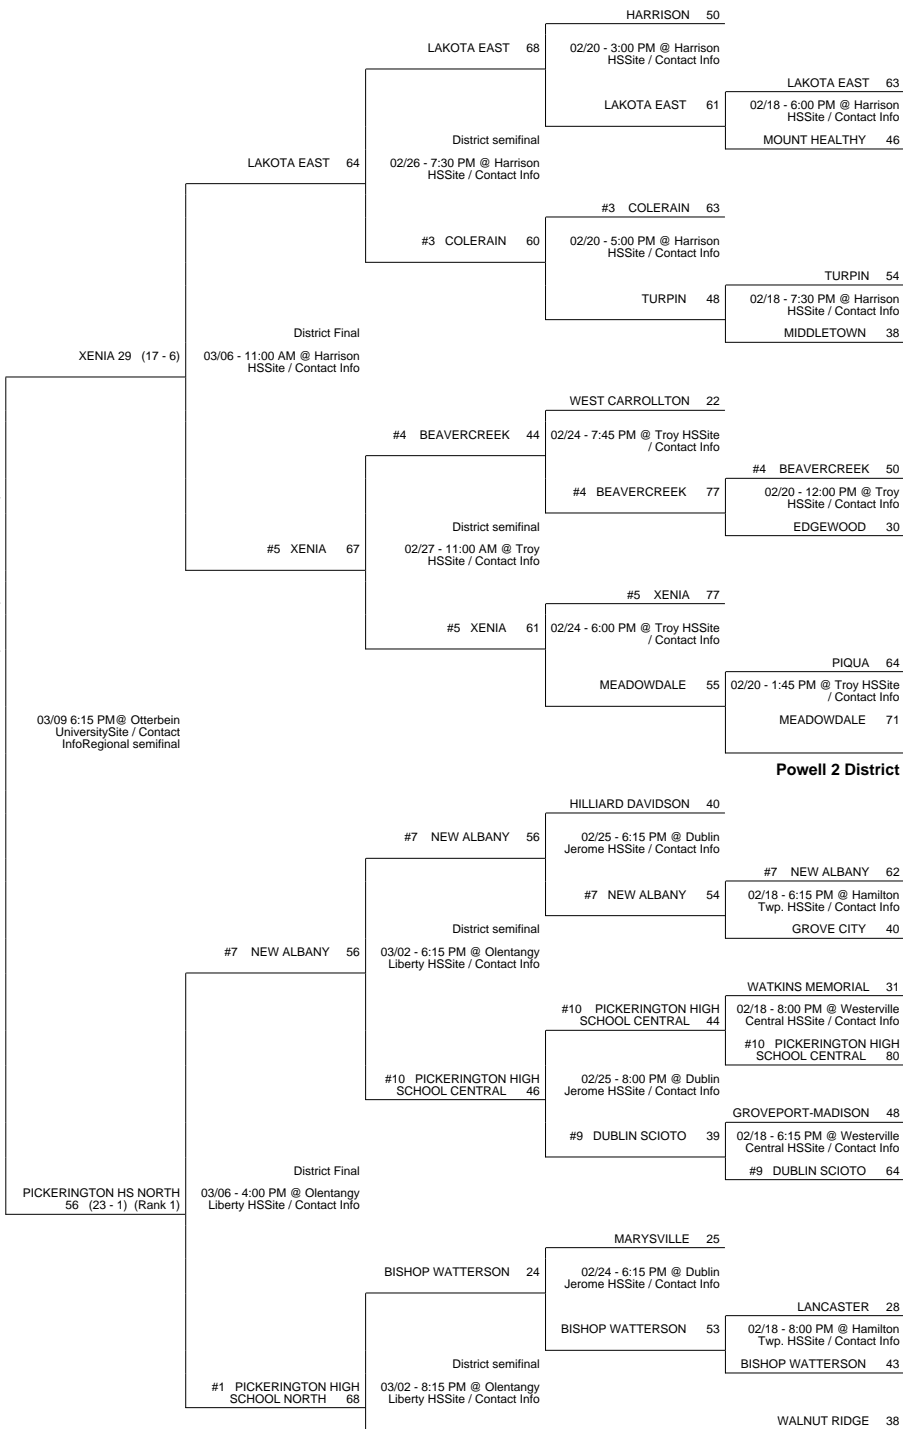 HARRISON 50
LAKOTA EAST 68
02/20 - 3:00 PM @ Harrison
HSSite / Contact Info
LAKOTA EAST 63
LAKOTA EAST 61
02/18 - 6:00 PM @ Harrison
HSSite / Contact Info
District semifinal
MOUNT HEALTHY 46
LAKOTA EAST 64
02/26 - 7:30 PM @ Harrison
HSSite / Contact Info
#3 COLERAIN 63
#3 COLERAIN 60
02/20 - 5:00 PM @ Harrison
HSSite / Contact Info
TURPIN 54
TURPIN 48
02/18 - 7:30 PM @ Harrison
HSSite / Contact Info
District Final
MIDDLETOWN 38
XENIA 29 (17 - 6)
03/06 - 11:00 AM @ Harrison
HSSite / Contact Info
WEST CARROLLTON 22
#4 BEAVERCREEK 44
02/24 - 7:45 PM @ Troy HSSite
/ Contact Info
#4 BEAVERCREEK 50
#4 BEAVERCREEK 77
02/20 - 12:00 PM @ Troy
HSSite / Contact Info
District semifinal
EDGEWOOD 30
#5 XENIA 67
02/27 - 11:00 AM @ Troy
HSSite / Contact Info
#5 XENIA 77
#5 XENIA 61
02/24 - 6:00 PM @ Troy HSSite
/ Contact Info
PIQUA 64
MEADOWDALE 55
02/20 - 1:45 PM @ Troy HSSite
/ Contact Info
MEADOWDALE 71
03/09 6:15 PM@ Otterbein
UniversitySite / Contact
InfoRegional semifinal
Powell 2 District
HILLIARD DAVIDSON 40
#7 NEW ALBANY 56
02/25 - 6:15 PM @ Dublin
Jerome HSSite / Contact Info
#7 NEW ALBANY 62
#7 NEW ALBANY 54
02/18 - 6:15 PM @ Hamilton
Twp. HSSite / Contact Info
District semifinal
GROVE CITY 40
#7 NEW ALBANY 56
03/02 - 6:15 PM @ Olentangy
Liberty HSSite / Contact Info
WATKINS MEMORIAL 31
#10 PICKERINGTON HIGH
SCHOOL CENTRAL 44
02/18 - 8:00 PM @ Westerville
Central HSSite / Contact Info
#10 PICKERINGTON HIGH
SCHOOL CENTRAL 80
#10 PICKERINGTON HIGH
SCHOOL CENTRAL 46
02/25 - 8:00 PM @ Dublin
Jerome HSSite / Contact Info
GROVEPORT-MADISON 48
#9 DUBLIN SCIOTO 39
02/18 - 6:15 PM @ Westerville
Central HSSite / Contact Info
District Final
#9 DUBLIN SCIOTO 64
PICKERINGTON HS NORTH
56 (23 - 1) (Rank 1)
03/06 - 4:00 PM @ Olentangy
Liberty HSSite / Contact Info
MARYSVILLE 25
BISHOP WATTERSON 24
02/24 - 6:15 PM @ Dublin
Jerome HSSite / Contact Info
LANCASTER 28
BISHOP WATTERSON 53
02/18 - 8:00 PM @ Hamilton
Twp. HSSite / Contact Info
District semifinal
BISHOP WATTERSON 43
#1 PICKERINGTON HIGH
SCHOOL NORTH 68
03/02 - 8:15 PM @ Olentangy
Liberty HSSite / Contact Info
WALNUT RIDGE 38